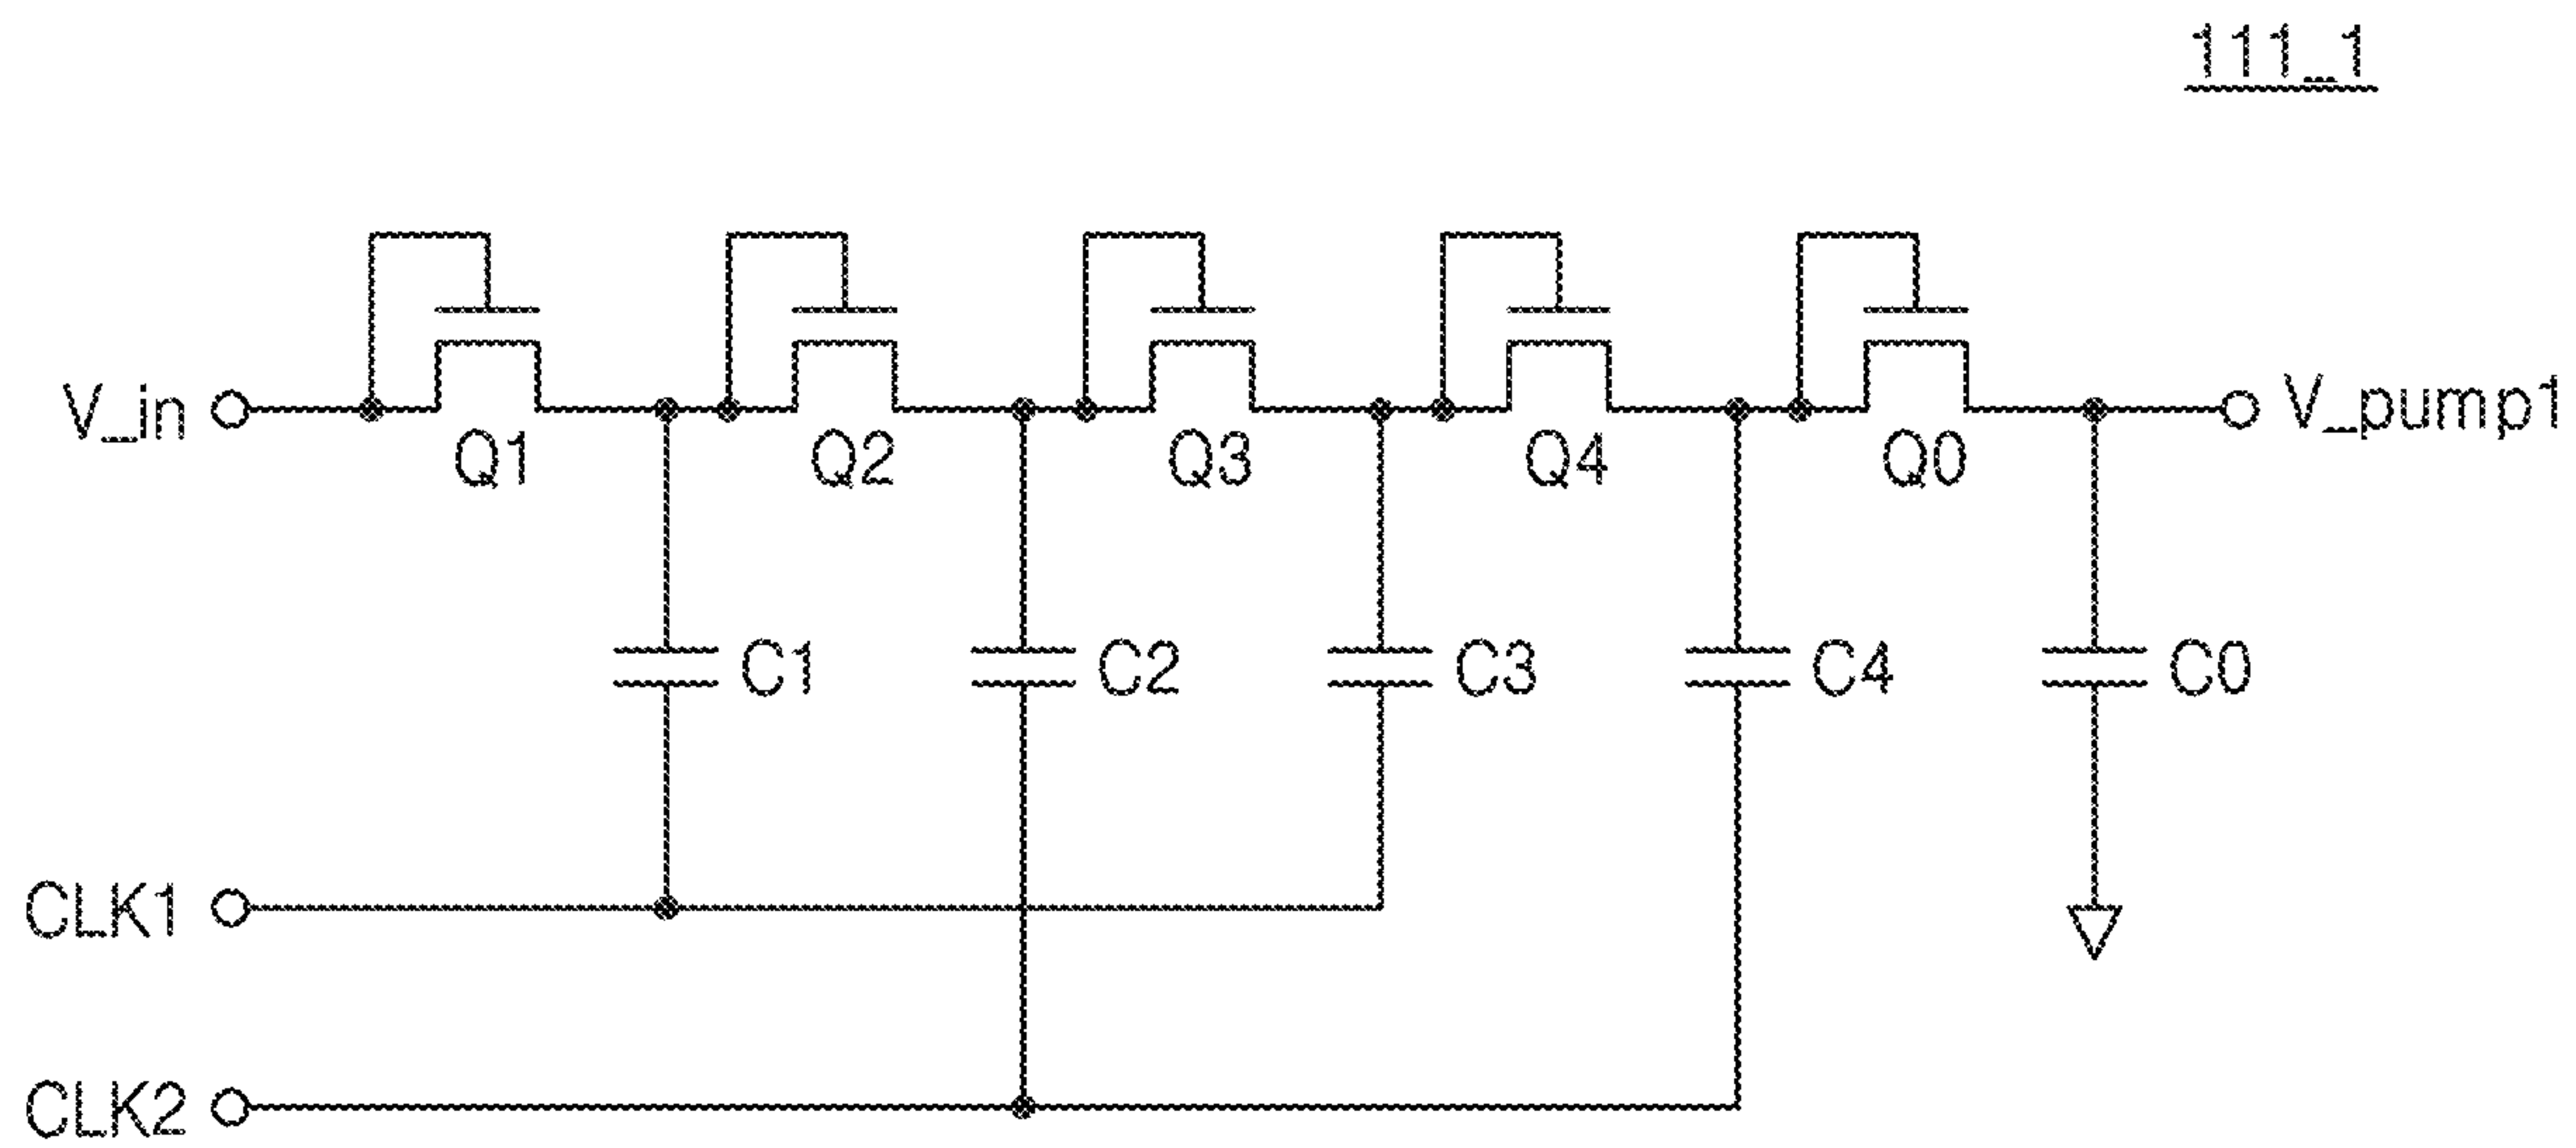 111_1
V_in
Q1 Q2 Q3 Q4 Q0
V_pump1
C1 C2 C3 C4 C0
CLK1
CLK2